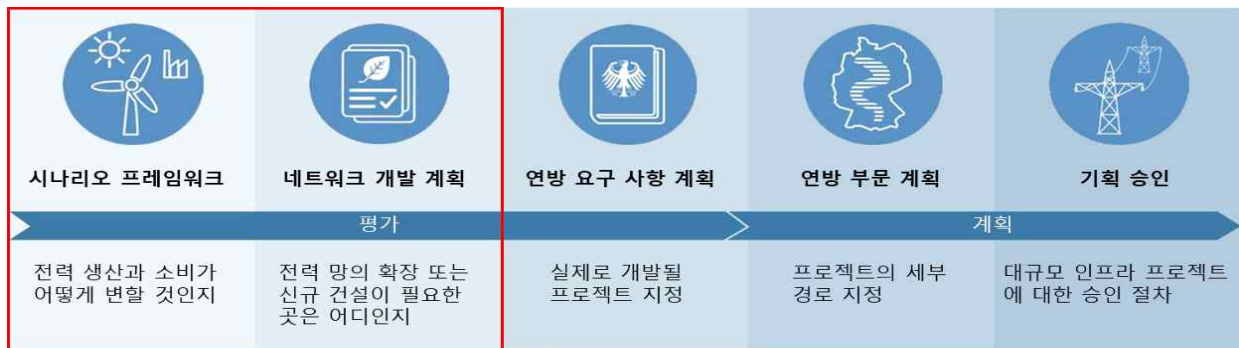 시나리오 프레임워크
네트워크 개발 계획
연방 요구 사항 계획
연방 부문 계획
기획 승인
평가
계획
전력 생산과 소비가
어떻게 변할 것인지
전력 망의 확장 또는
신규 건설이 필요한
곳은 어디인지
실제로 개발될
프로젝트 지정
프로젝트의 세부
경로 지정
대규모 인프라 프로젝트
에 대한 승인 절차